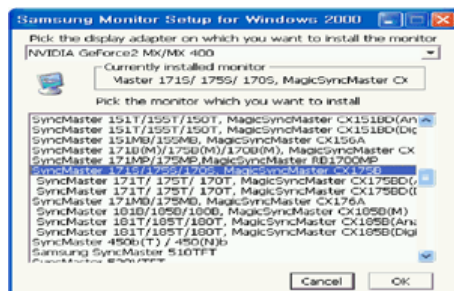 Samsung Monitor Setup for Windows 2000
Pick the display adapter on which you want to install the monitor
NVIDIA GeForce2 MX/MX 400
Currently installed monitor
Master 171S/ 175S/ 170S, MagicSyncMaster CX
Pick the monitor which you want to install
SyncMaster 151T/155T/150T, MagicSyncMaster CX151BD(An
SyncMaster 151T/155T/150T, MagicSyncMaster CX151BD(Dig
SyncMaster 151MB/155MB, MagicSyncMaster CX156A
SyncMaster 171B(M)/175B(M)/170B(M), MagicSyncMaster CX
SyncMaster 171MP/175MP,MagicSyncMaster RB1700MP
SyncMaster 171S/175S/170S, MagicSyncMaster CX175B
SyncMaster 171T/ 175T/ 170T, MagicSyncMaster CX175BD(
SyncMaster 171T/ 175T/ 170T, MagicSyncMaster CX175BD(
SyncMaster 171MB/175MB, MagicSyncMaster CX176A
SyncMaster 181B/185B/180B, MagicSyncMaster CX185B(M)
SyncMaster 181T/185T/180T, MagicSyncMaster CX185B(Ana
SyncMaster 181T/185T/180T, MagicSyncMaster CX185B(Digi
SyncMaster 450b(T) / 450(N)b
Samsung SyncMaster 510TFT
Cancel
OK